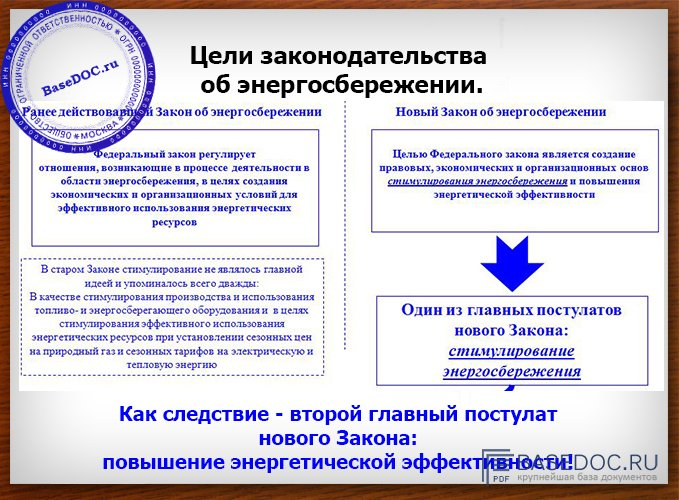 Цели законодательства
об энергосбережении.
BaseDOC.ru
МОСКВА
Ранее действовавший Закон об энергосбережении
Федеральный закон регулирует
отношения, возникающие в процессе деятельности в
области энергосбережения, в целях создания
экономических и организационных условий для
эффективного использования энергетических
ресурсов
В старом Законе стимулирование не являлось главной
идеей и упоминалось всего дважды:
В качестве стимулирования производства и использования
топливо- и энергосберегающего оборудования и в целях
стимулирования эффективного использования
энергетических ресурсов при установлении сезонных цен
на природный газ и сезонных тарифов на электрическую и
тепловую энергию
Новый Закон об энергосбережении
Целью Федерального закона является создание
правовых, экономических и организационных основ
стимулирования энергосбережения и повышения
энергетической эффективности
Один из главных постулатов
нового Закона:
стимулирование
энергосбережения
Как следствие - второй главный постулат
нового Закона:
повышение энергетической эффективности!
PDF
BASEDOC.RU
крупнейшая база документов